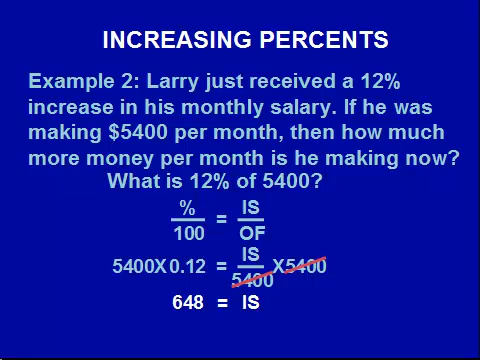 INCREASING PERCENTS
Example 2: Larry just received a 12%
increase in his monthly salary. If he was
making $5400 per month, then how much
more money per month is he making now?
What is 12% of 5400?
% = IS
100 OF
5400X0.12 = IS X5400
5400
648 = IS